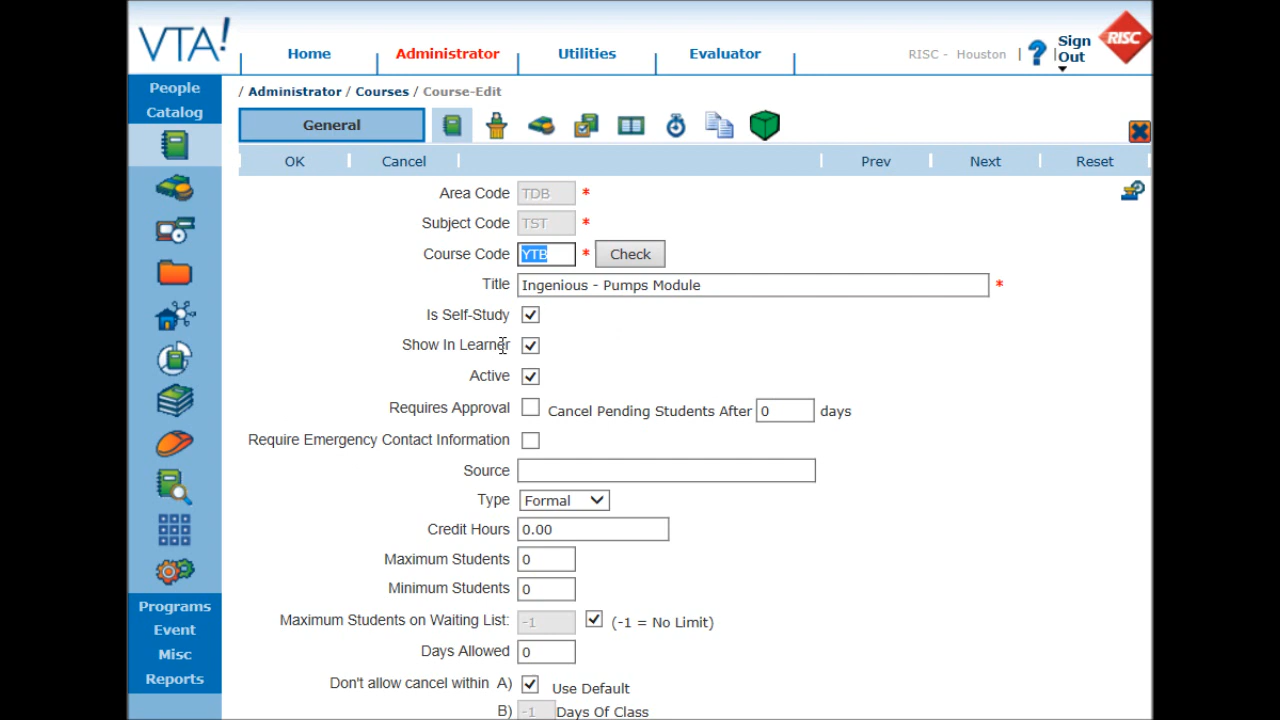 VTA!
Home
Administrator
Utilities
Evaluator
RISC - Houston | ? | Sign Out
RISC
People
Catalog
/ Administrator / Courses / Course-Edit
General
OK
Cancel
Prev
Next
Reset
Area Code TDB *
Subject Code TST *
Course Code YTB * Check
Title Ingenious - Pumps Module *
Is Self-Study
Show In Learner
Active
Requires Approval Cancel Pending Students After 0 days
Require Emergency Contact Information
Source
Type Formal
Credit Hours 0.00
Maximum Students 0
Minimum Students 0
Maximum Students on Waiting List: -1 (-1 = No Limit)
Days Allowed 0
Don't allow cancel within A) Use Default
B) -1 Days Of Class
Programs
Event
Misc
Reports